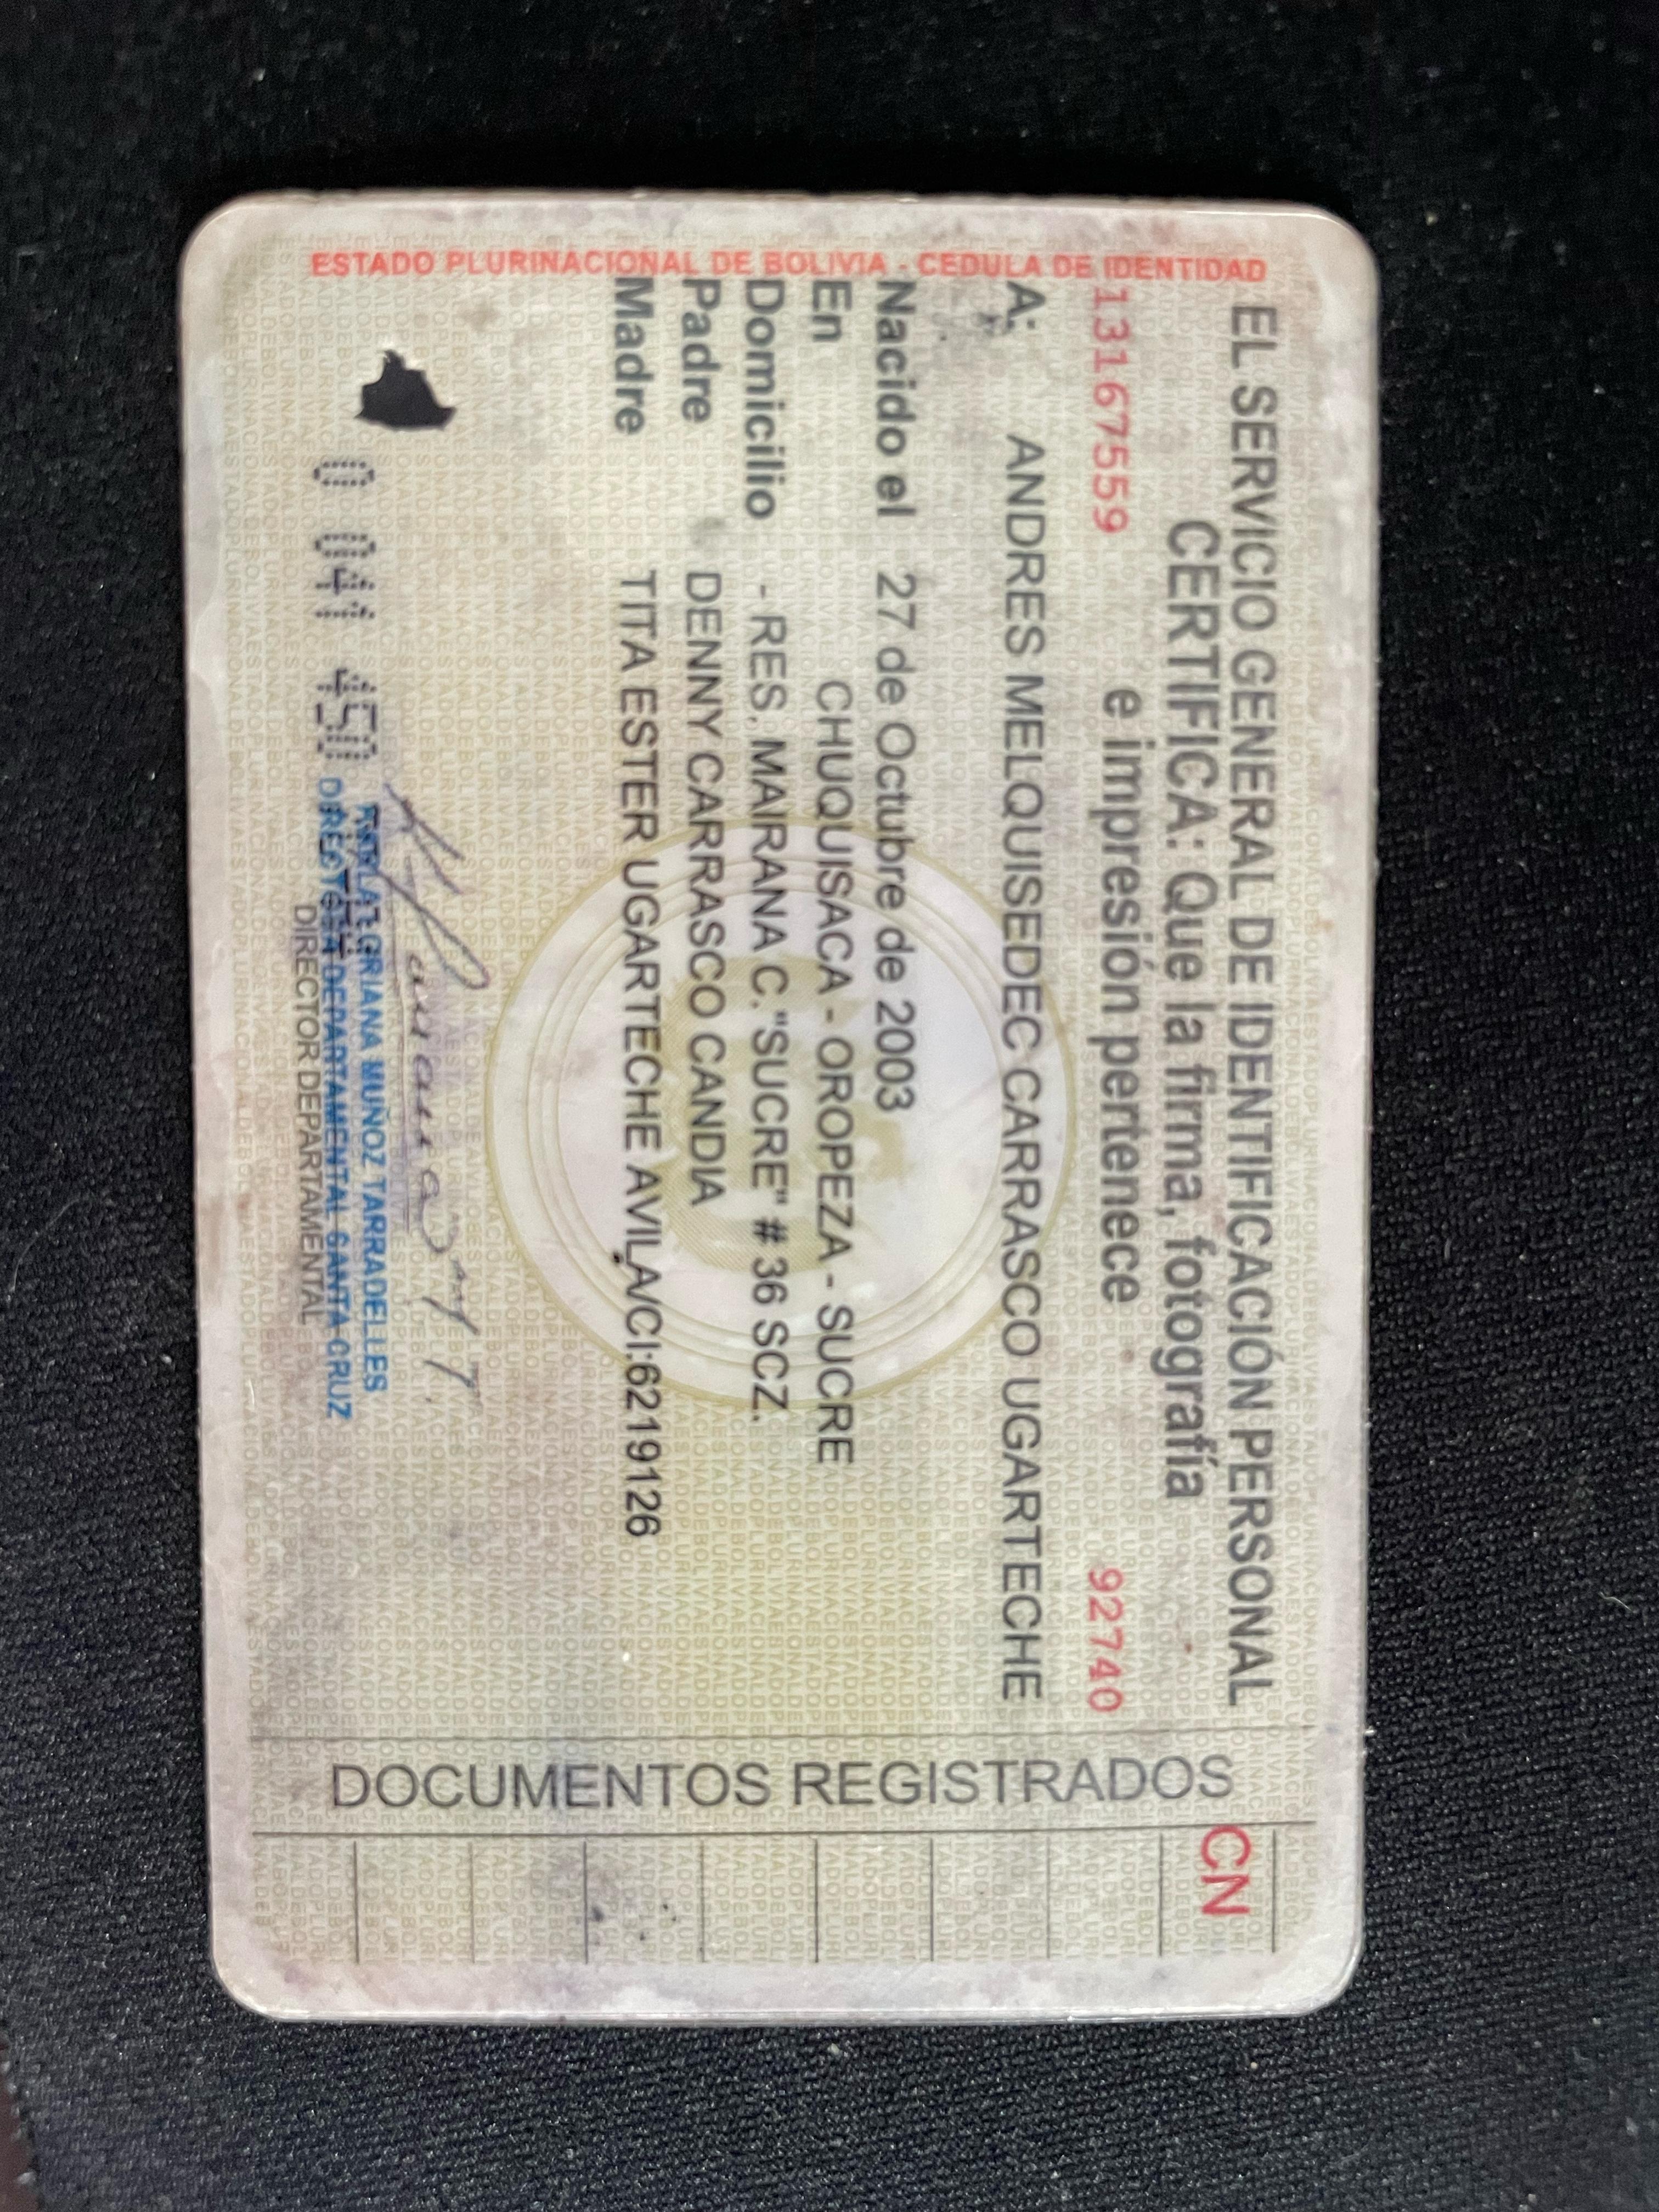 ESTADO PLURINACIONAL DE BOLIVIA - CEDULA DE IDENTIDAD
EL SERVICIO GENERAL DE IDENTIFICACIÓN PERSONAL
CERTIFICA: Que la firma, fotografía
13167559 e impresión pertenece 92740
A: ANDRES MELQUISEDEC CARRASCO UGARTECHE
Nacido el 27 de Octubre de 2003
En CHUQUISACA - OROPEZA - SUCRE
Domicilio - RES. MAIRANA C. "SUCRE" # 36 SCZ.
Padre DENNY CARRASCO CANDIA
Madre TITA ESTER UGARTECHE AVILA/CI:6219126
0 041 450
MUÑOZ TARRADELLES
DIRECTORA DEPARTAMENTAL SANTA CRUZ
DIRECTOR DEPARTAMENTAL
DOCUMENTOS REGISTRADOS
CN